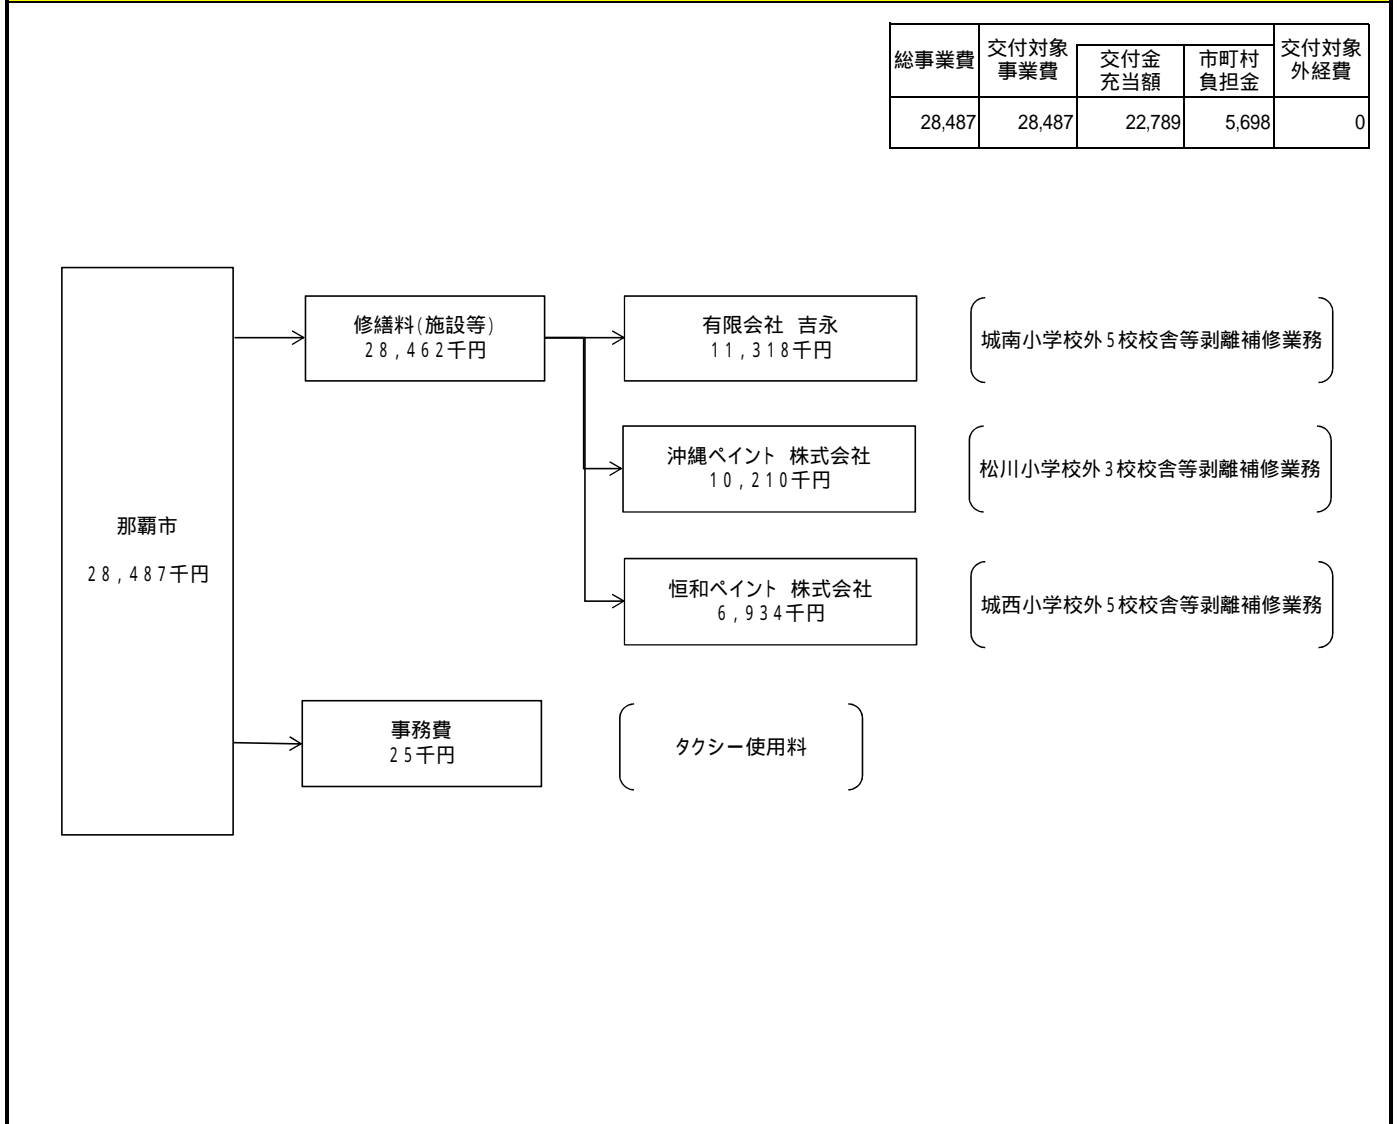 総事業費
交付対象
事業費
交付金
充当額
市町村
負担金
交付対象
外経費
28,487
28,487
22,789
5,698
0
那覇市
28,487千円
修繕料(施設等)
28,462千円
有限会社 吉永
11,318千円
城南小学校外5校校舎等剥離補修業務
沖縄ペイント 株式会社
10,210千円
松川小学校外3校校舎等剥離補修業務
恒和ペイント 株式会社
6,934千円
城西小学校外5校校舎等剥離補修業務
事務費
25千円
タクシー使用料